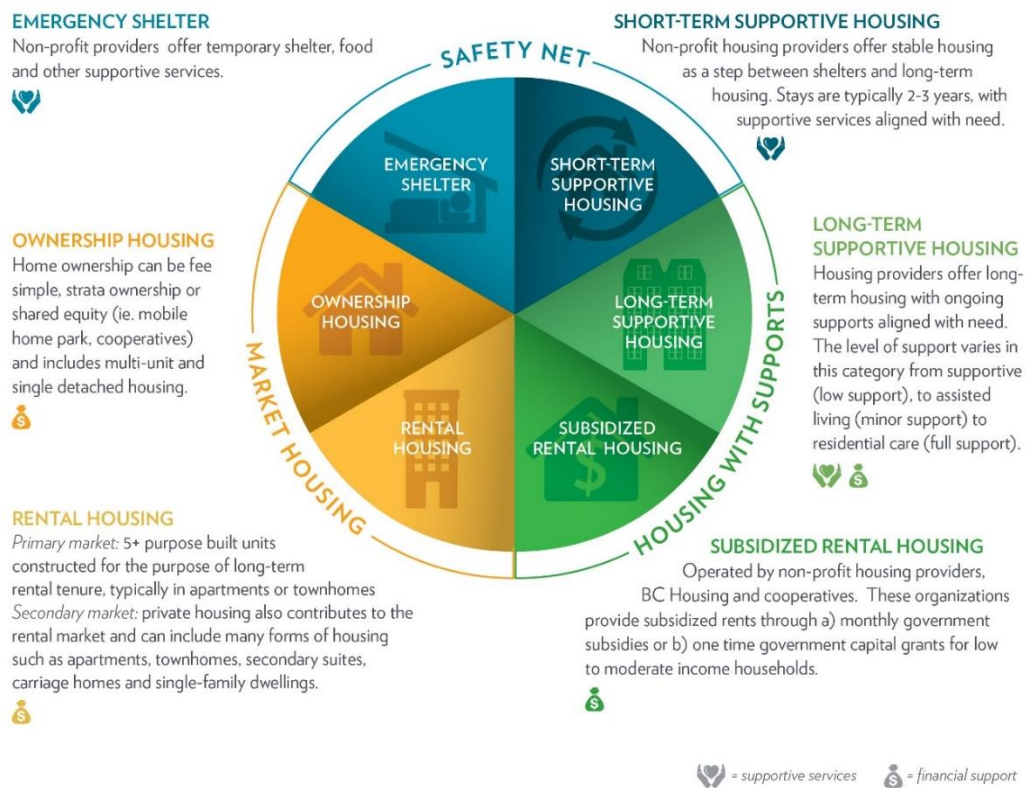 EMERGENCY SHELTER
Non-profit providers offer temporary shelter, food
and other supportive services.
SHORT-TERM SUPPORTIVE HOUSING
Non-profit housing providers offer stable housing
as a step between shelters and long-term
housing. Stays are typically 2-3 years, with
supportive services aligned with need.
SAFETY NET
EMERGENCY
SHELTER
SHORT-TERM
SUPPORTIVE
HOUSING
OWNERSHIP HOUSING
Home ownership can be fee
simple, strata ownership or
shared equity (ie. mobile
home park, cooperatives)
and includes multi-unit and
single detached housing.
OWNERSHIP
HOUSING
LONG-TERM
SUPPORTIVE
HOUSING
LONG-TERM
SUPPORTIVE HOUSING
Housing providers offer long-
term housing with ongoing
supports aligned with need.
The level of support varies in
this category from supportive
(low support), to assisted
living (minor support) to
residential care (full support).
MARKET HOUSING
RENTAL
HOUSING
SUBSIDIZED
RENTAL HOUSING
$
HOUSING WITH SUPPORTS
RENTAL HOUSING
Primary market: 5+ purpose built units
constructed for the purpose of long-term
rental tenure, typically in apartments or townhomes
Secondary market: private housing also contributes to the
rental market and can include many forms of housing
such as apartments, townhomes, secondary suites,
carriage homes and single-family dwellings.
SUBSIDIZED RENTAL HOUSING
Operated by non-profit housing providers,
BC Housing and cooperatives. These organizations
provide subsidized rents through a) monthly government
subsidies or b) one time government capital grants for low
to moderate income households.
= supportive services
= financial support